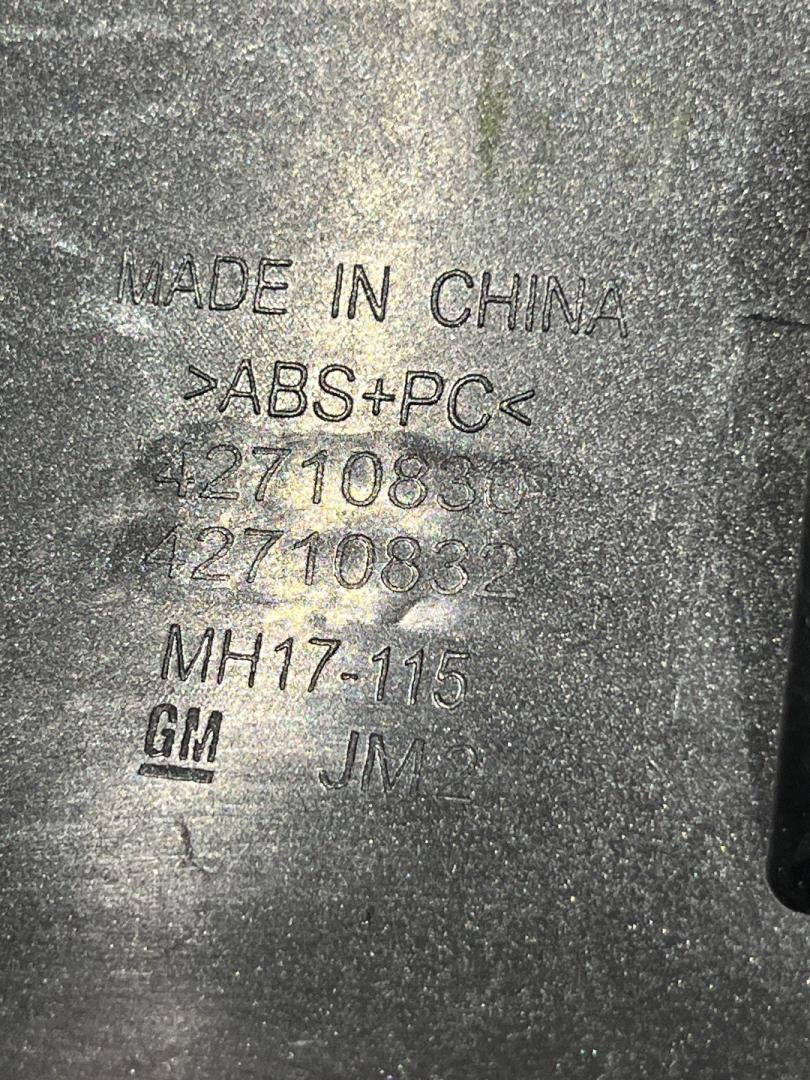 MADE IN CHINA
>ABS+PC<
42710830
42710832
MH17-115
GM JM2